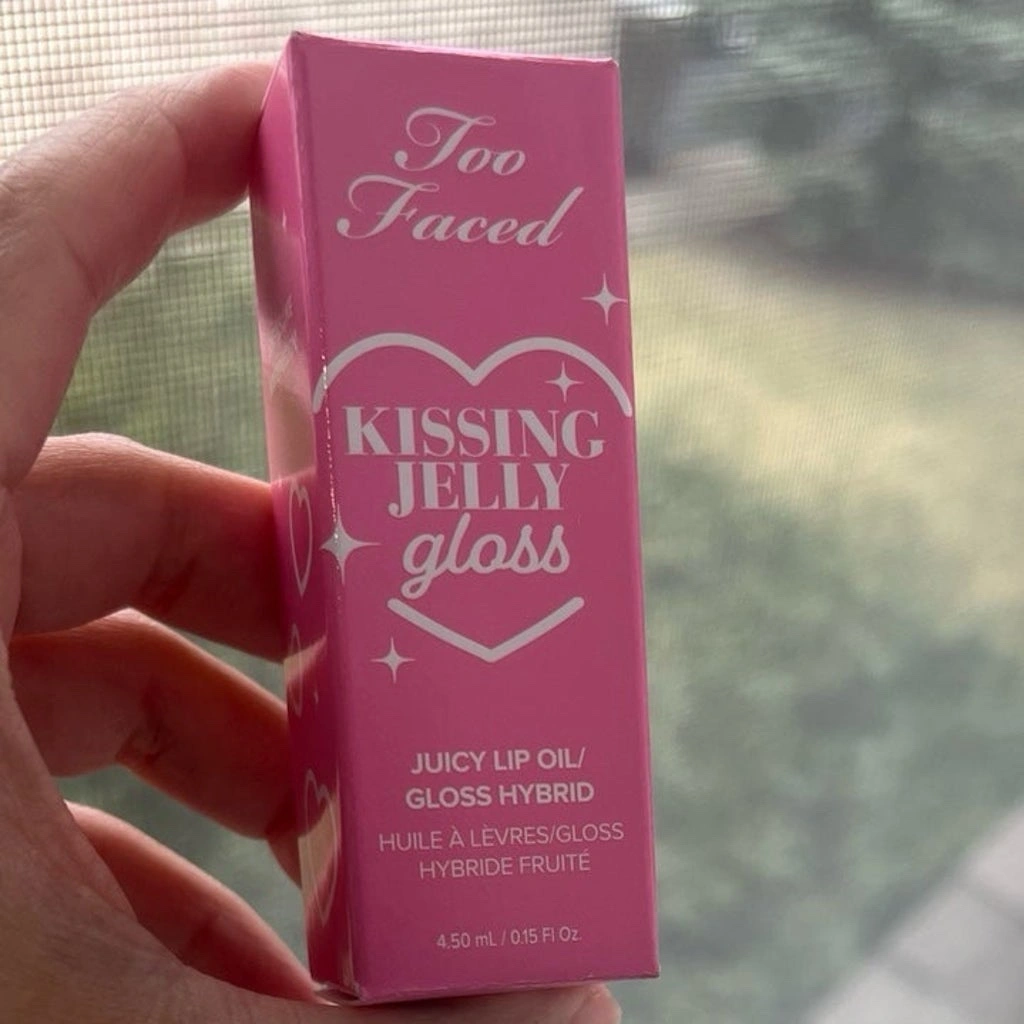 Too
Faced
KISSING
JELLY
gloss
JUICY LIP OIL/
GLOSS HYBRID
HUILE À LÈVRES/GLOSS
HYBRIDE FRUITÉ
4.50 mL / 0.15 Fl Oz.